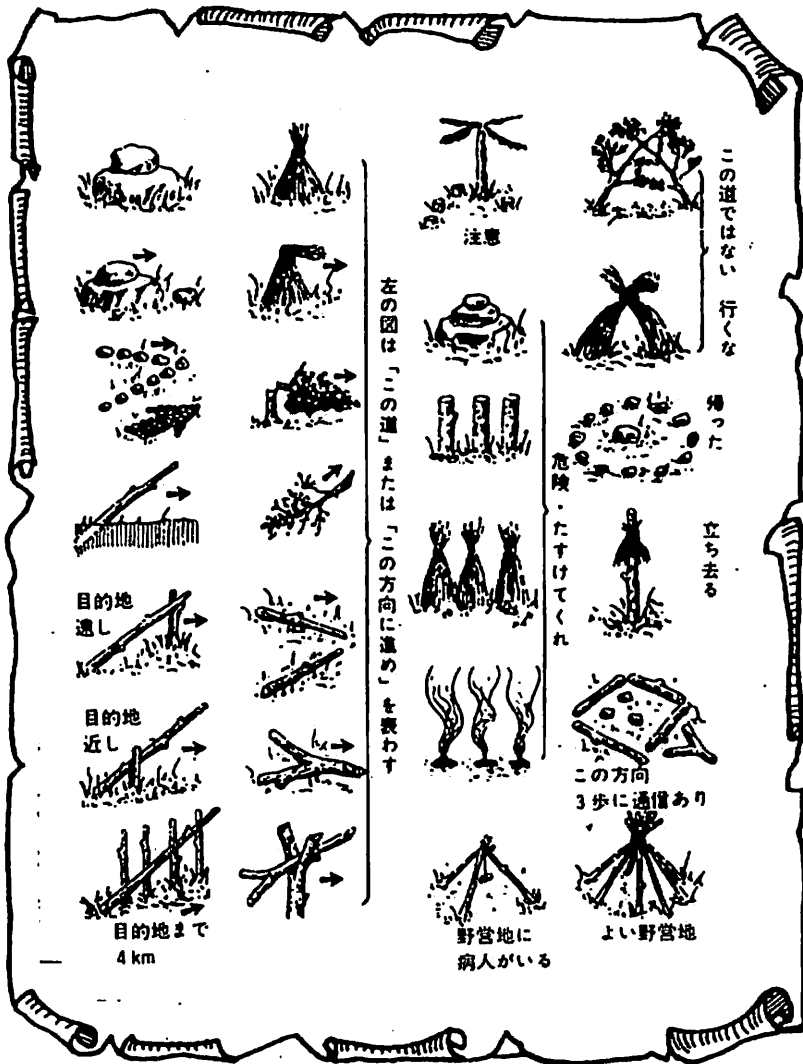 この道ではない 行くな
注意
左の図は「この道」または「この方向に進め」を表わす
帰った
危険・たすけてくれ
立ち去る
目的地
遠し
目的地
近し
この方向
3歩に通信あり
目的地まで
4km
野営地に
病人がいる
よい野営地